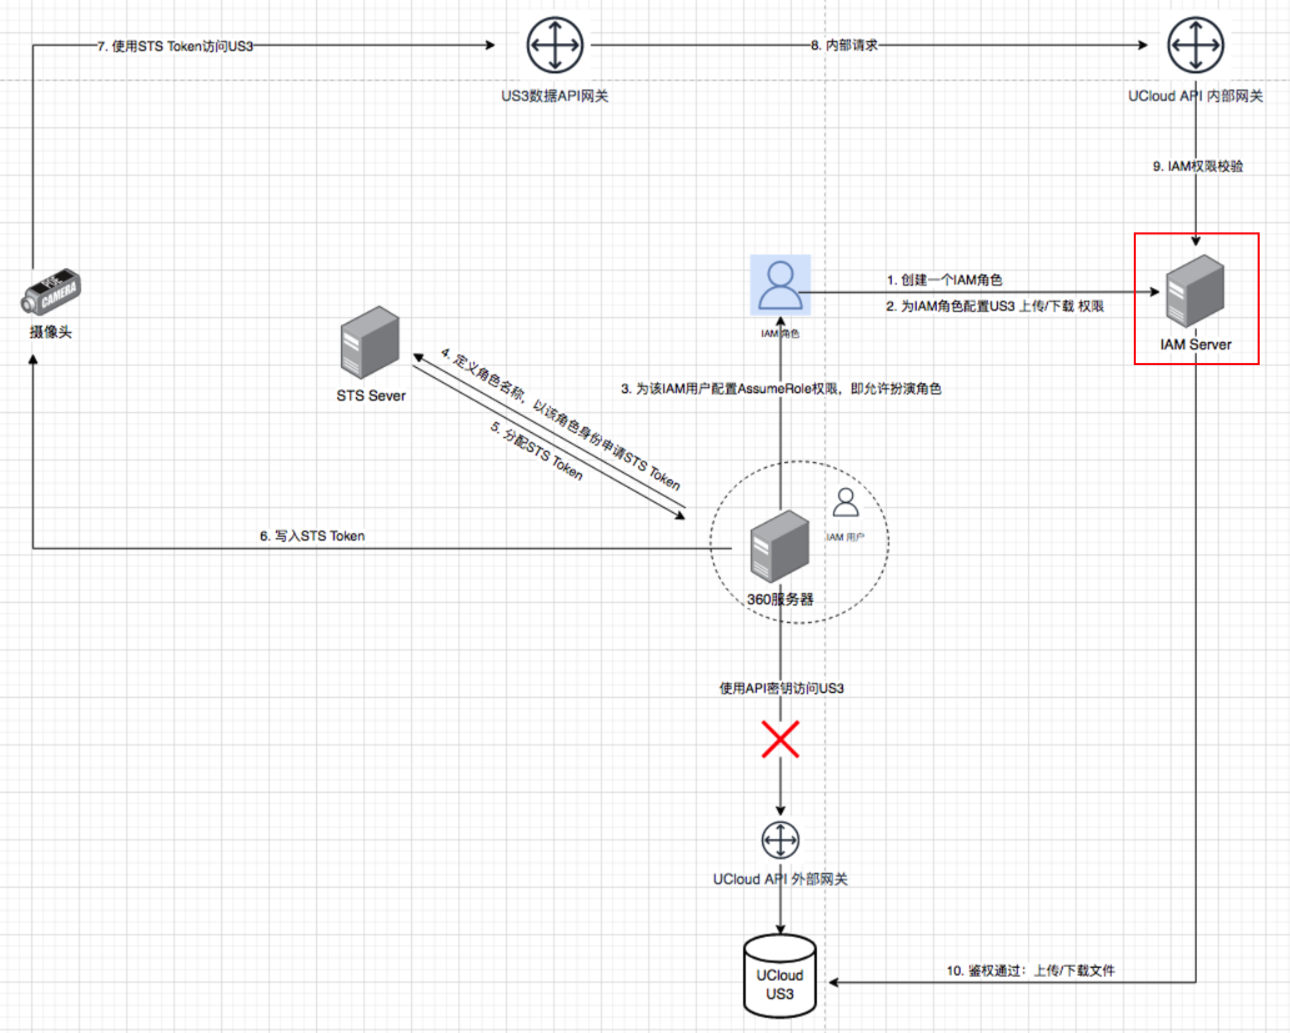 7. 使用STS Token访问US3
8. 内部请求
US3数据API网关
UCloud API 内部网关
9. IAM权限校验
CAMERA
摄像头
1. 创建一个IAM角色
2. 为IAM角色配置US3 上传/下载 权限
IAM 角色
IAM Server
STS Sever
4. 定义角色名称，以该角色身份申请STS Token
5. 分配STS Token
3. 为该IAM用户配置AssumeRole权限，即允许扮演角色
6. 写入STS Token
IAM 用户
360服务器
使用API密钥访问US3
UCloud API 外部网关
UCloud
US3
10. 鉴权通过：上传/下载文件